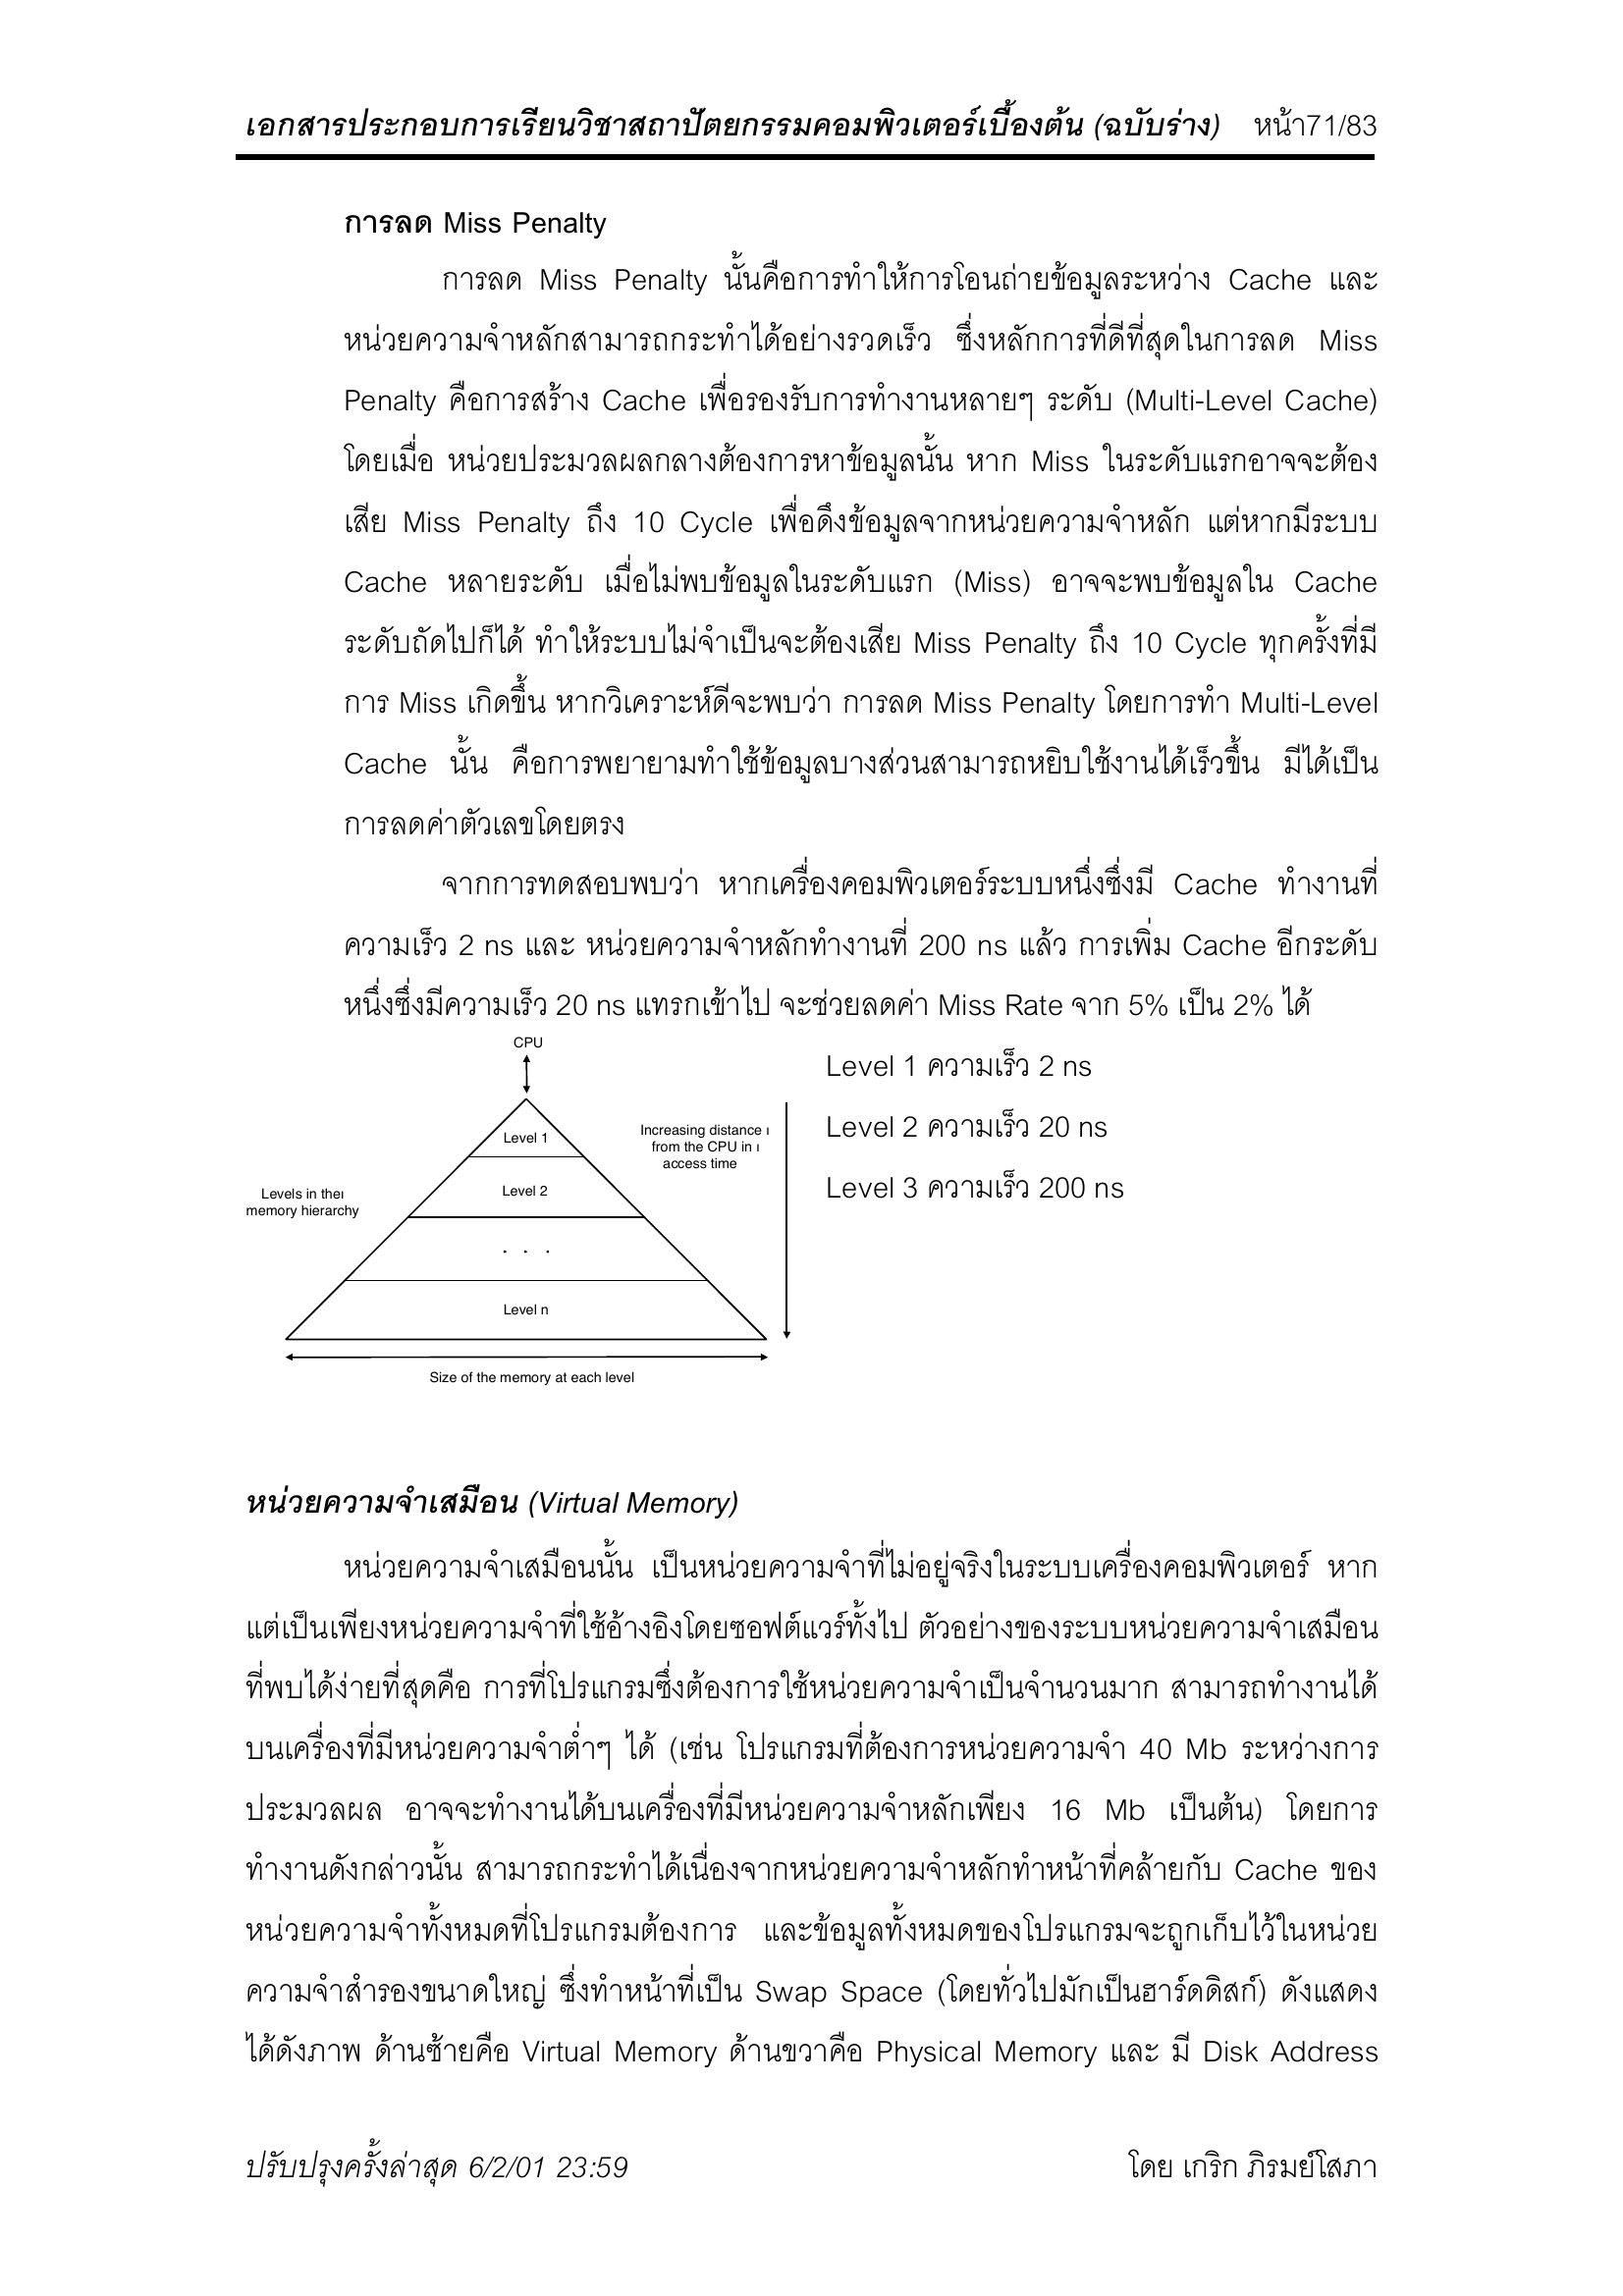 เอกสารประกอบการเรียนวิชาสถาปัตยกรรมคอมพิวเตอร์เบื้องต้น (ฉบับร่าง) หน้า71/83
การลด Miss Penalty
การลด Miss Penalty นั้นคือการทำให้การโอนถ่ายข้อมูลระหว่าง Cache และ
หน่วยความจำหลักสามารถกระทำได้อย่างรวดเร็ว ซึ่งหลักการที่ดีที่สุดในการลด Miss
Penalty คือการสร้าง Cache เพื่อรองรับการทำงานหลายๆ ระดับ (Multi-Level Cache)
โดยเมื่อ หน่วยประมวลผลกลางต้องการหาข้อมูลนั้น หาก Miss ในระดับแรกอาจจะต้อง
เสีย Miss Penalty ถึง 10 Cycle เพื่อดึงข้อมูลจากหน่วยความจำหลัก แต่หากมีระบบ
Cache หลายระดับ เมื่อไม่พบข้อมูลในระดับแรก (Miss) อาจจะพบข้อมูลใน Cache
ระดับถัดไปก็ได้ ทำให้ระบบไม่จำเป็นจะต้องเสีย Miss Penalty ถึง 10 Cycle ทุกครั้งที่มี
การ Miss เกิดขึ้น หากวิเคราะห์ดีจะพบว่า การลด Miss Penalty โดยการทำ Multi-Level
Cache นั้น คือการพยายามทำใช้ข้อมูลบางส่วนสามารถหยิบใช้งานได้เร็วขึ้น มิได้เป็น
การลดค่าตัวเลขโดยตรง
จากการทดสอบพบว่า หากเครื่องคอมพิวเตอร์ระบบหนึ่งซึ่งมี Cache ทำงานที่
ความเร็ว 2 ns และ หน่วยความจำหลักทำงานที่ 200 ns แล้ว การเพิ่ม Cache อีกระดับ
หนึ่งซึ่งมีความเร็ว 20 ns แทรกเข้าไป จะช่วยลดค่า Miss Rate จาก 5% เป็น 2% ได้
CPU
Level 1
Level 2
. . .
Level n
Levels in the
memory hierarchy
Increasing distance
from the CPU in
access time
Size of the memory at each level
Level 1 ความเร็ว 2 ns
Level 2 ความเร็ว 20 ns
Level 3 ความเร็ว 200 ns
หน่วยความจำเสมือน (Virtual Memory)
หน่วยความจำเสมือนนั้น เป็นหน่วยความจำที่ไม่อยู่จริงในระบบเครื่องคอมพิวเตอร์ หาก
แต่เป็นเพียงหน่วยความจำที่ใช้อ้างอิงโดยซอฟต์แวร์ทั้งไป ตัวอย่างของระบบหน่วยความจำเสมือน
ที่พบได้ง่ายที่สุดคือ การที่โปรแกรมซึ่งต้องการใช้หน่วยความจำเป็นจำนวนมาก สามารถทำงานได้
บนเครื่องที่มีหน่วยความจำต่ำๆ ได้ (เช่น โปรแกรมที่ต้องการหน่วยความจำ 40 Mb ระหว่างการ
ประมวลผล อาจจะทำงานได้บนเครื่องที่มีหน่วยความจำหลักเพียง 16 Mb เป็นต้น) โดยการ
ทำงานดังกล่าวนั้น สามารถกระทำได้เนื่องจากหน่วยความจำหลักทำหน้าที่คล้ายกับ Cache ของ
หน่วยความจำทั้งหมดที่โปรแกรมต้องการ และข้อมูลทั้งหมดของโปรแกรมจะถูกเก็บไว้ในหน่วย
ความจำสำรองขนาดใหญ่ ซึ่งทำหน้าที่เป็น Swap Space (โดยทั่วไปมักเป็นฮาร์ดดิสก์) ดังแสดง
ได้ดังภาพ ด้านซ้ายคือ Virtual Memory ด้านขวาคือ Physical Memory และ มี Disk Address
ปรับปรุงครั้งล่าสุด 6/2/01 23:59 โดย เกริก ภิรมย์โสภา